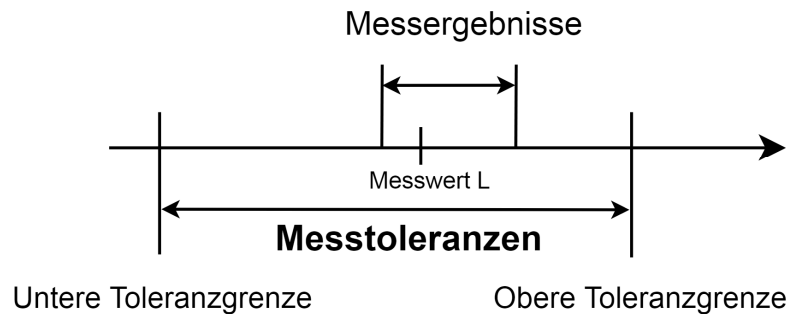 Messergebnisse
Messwert L
Messtoleranzen
Untere Toleranzgrenze
Obere Toleranzgrenze